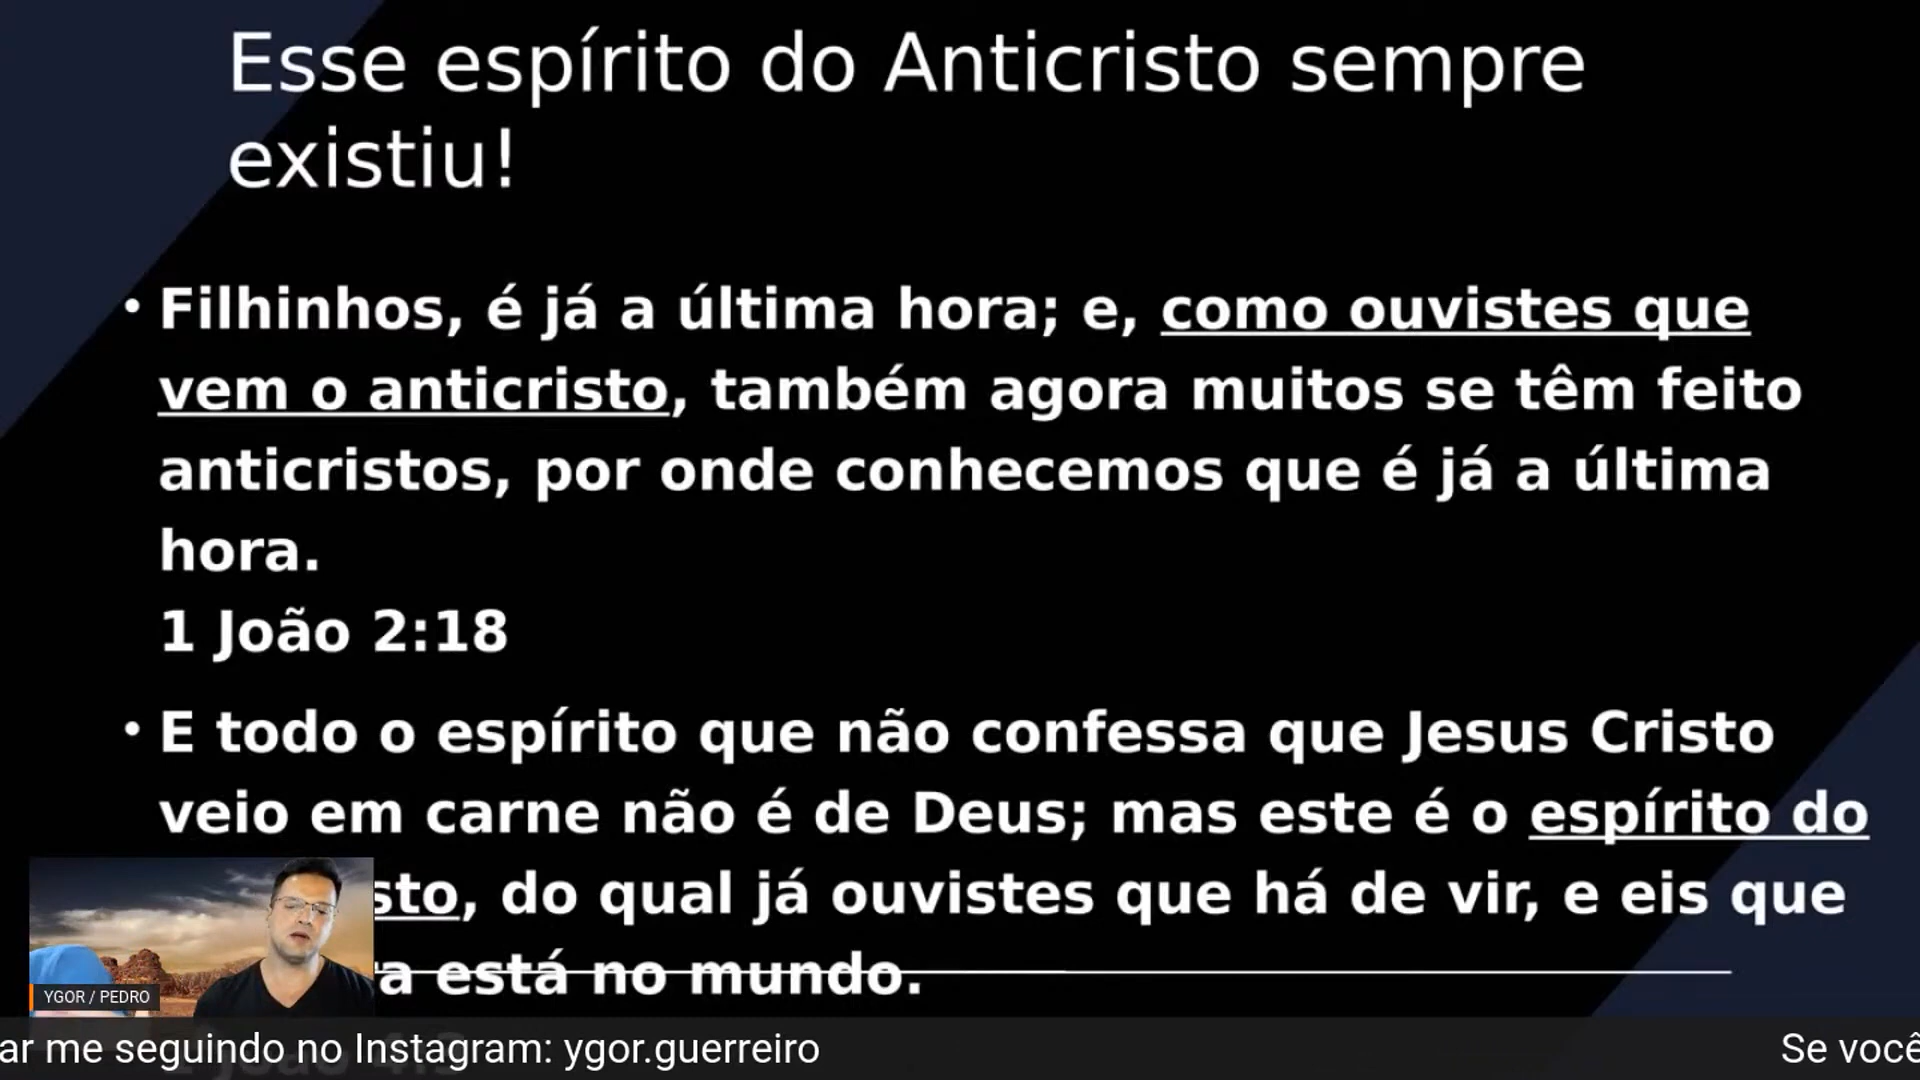 Esse espírito do Anticristo sempre
existiu!
• Filhinhos, é já a última hora; e, como ouvistes que
vem o anticristo, também agora muitos se têm feito
anticristos, por onde conhecemos que é já a última
hora.
1 João 2:18
• E todo o espírito que não confessa que Jesus Cristo
veio em carne não é de Deus; mas este é o espírito do
sto, do qual já ouvistes que há de vir, e eis que
a está no mundo.
1 João 4:3
YGOR / PEDRO
ar me seguindo no Instagram: ygor.guerreiro
Se você